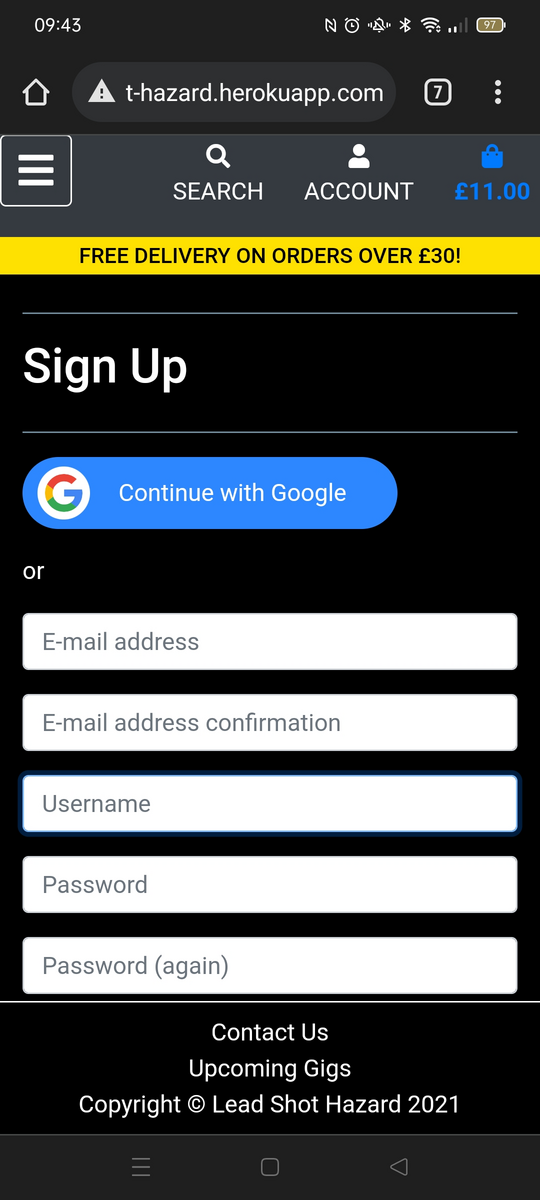 09:43
97
t-hazard.herokuapp.com
7
SEARCH
ACCOUNT
£11.00
FREE DELIVERY ON ORDERS OVER £30!
Sign Up
Continue with Google
or
E-mail address
E-mail address confirmation
Username
Password
Password (again)
Contact Us
Upcoming Gigs
Copyright © Lead Shot Hazard 2021